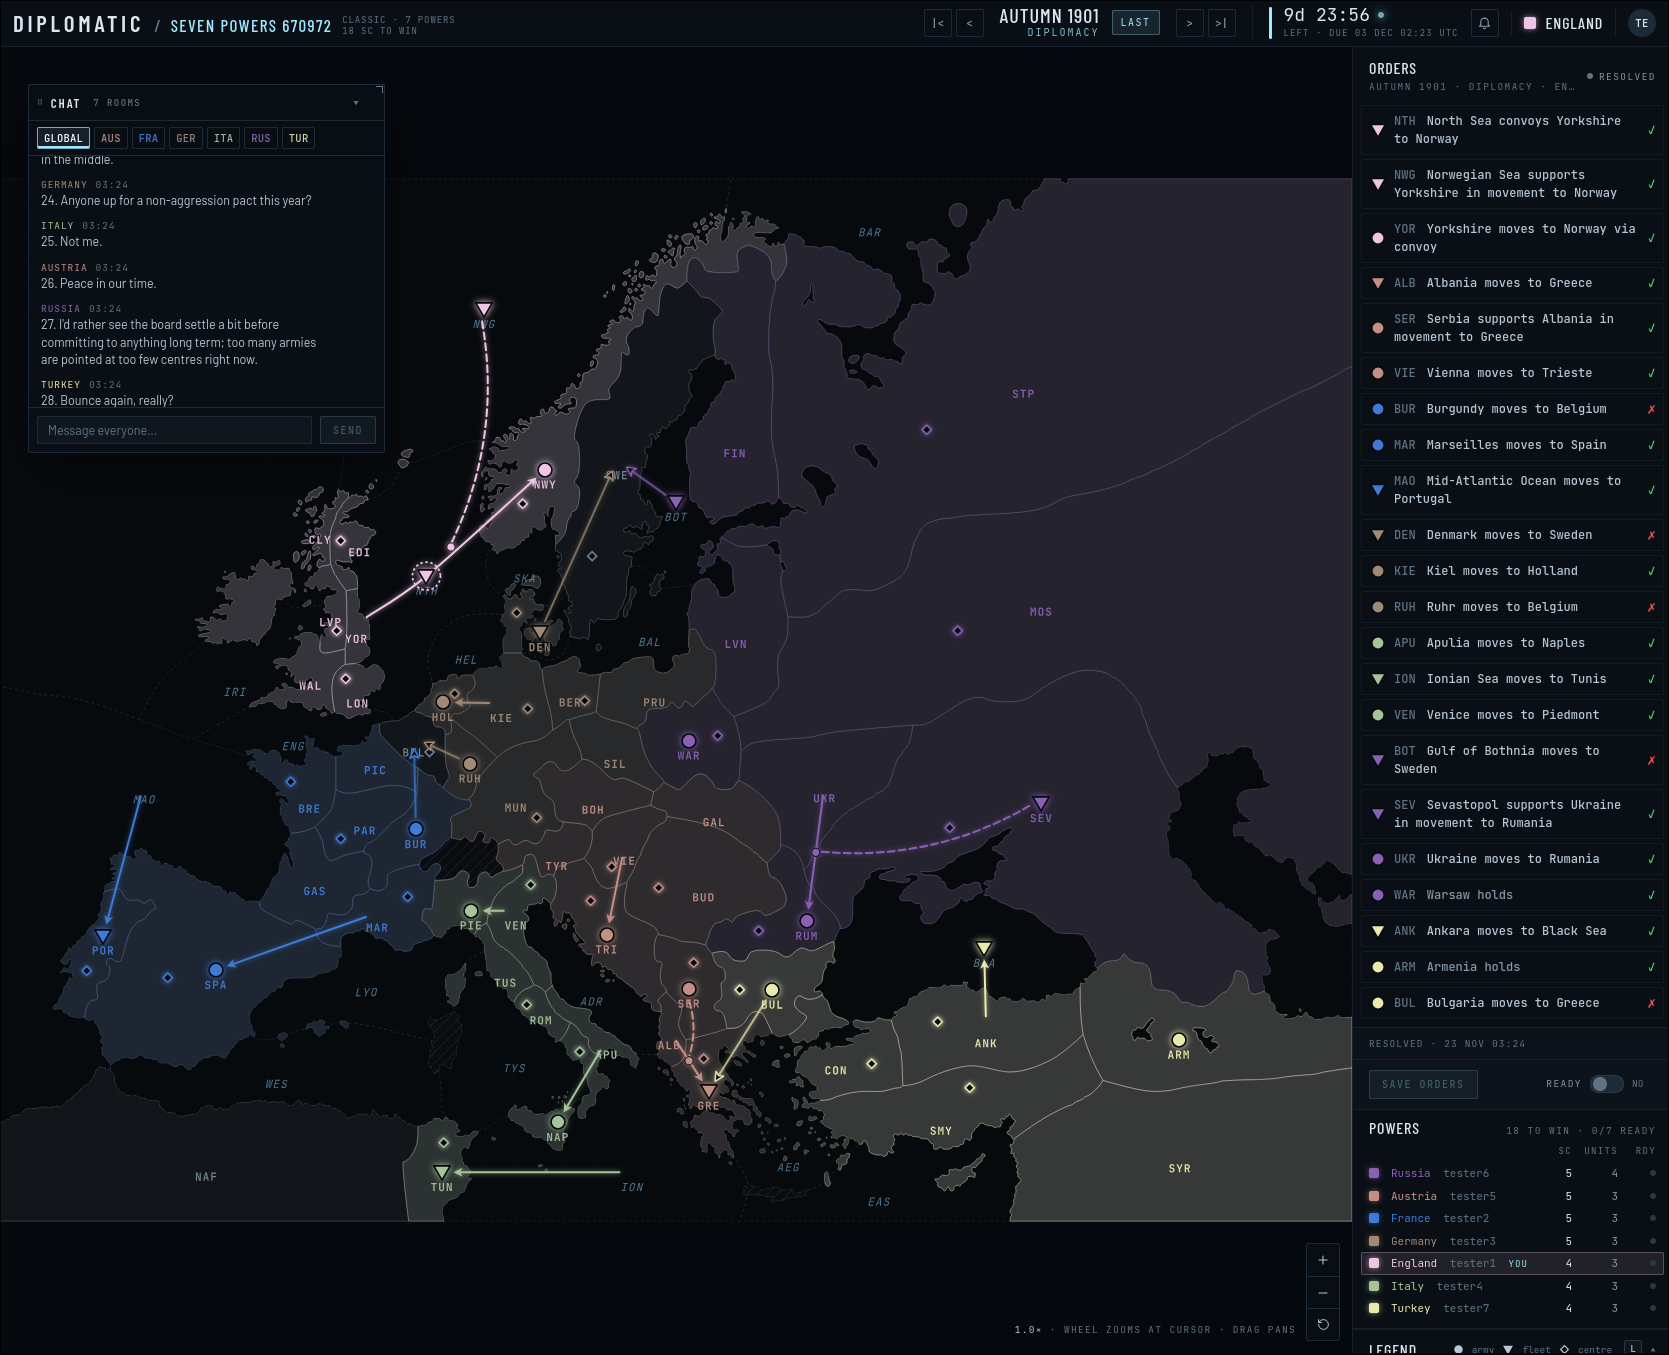 DIPLOMATIC / SEVEN POWERS 670972
CLASSIC · 7 POWERS
18 SC TO WIN
|< <
AUTUMN 1901
DIPLOMACY
LAST
> >|
9d 23:56
LEFT · DUE 03 DEC 02:23 UTC
ENGLAND
TE
CHAT 7 ROOMS
GLOBAL AUS FRA GER ITA RUS TUR
in the middle.
GERMANY 03:24
24. Anyone up for a non-aggression pact this year?
ITALY 03:24
25. Not me.
AUSTRIA 03:24
26. Peace in our time.
RUSSIA 03:24
27. I'd rather see the board settle a bit before
committing to anything long term; too many armies
are pointed at too few centres right now.
TURKEY 03:24
28. Bounce again, really?
Message everyone…
SEND
BAR
NWG
STP
FIN
SWE
NWY
BOT
CLY
EDI
SKA
NTH
LVP
YOR
MOS
DEN
BAL
LVN
HEL
IRI
WAL
LON
HOL
KIE
BER
PRU
ENG
BEL
WAR
PIC
RUH
SIL
MAO
BRE
MUN
BOH
UKR
SEV
GAL
PAR
BUR
TYR
VIE
GAS
BUD
MAR
PIE
VEN
RUM
POR
TRI
BLA
SPA
TUS
LYO
ADR
SER
BUL
ROM
ANK
ALB
APU
ARM
CON
TYS
WES
GRE
SMY
NAP
AEG
SYR
NAF
TUN
ION
EAS
+
−
1.0× · WHEEL ZOOMS AT CURSOR · DRAG PANS
ORDERS
AUTUMN 1901 · DIPLOMACY · EN…
RESOLVED
NTH North Sea convoys Yorkshire
to Norway ✓
NWG Norwegian Sea supports
Yorkshire in movement to Norway ✓
YOR Yorkshire moves to Norway via
convoy ✓
ALB Albania moves to Greece ✓
SER Serbia supports Albania in
movement to Greece ✓
VIE Vienna moves to Trieste ✓
BUR Burgundy moves to Belgium ✗
MAR Marseilles moves to Spain ✓
MAO Mid-Atlantic Ocean moves to
Portugal ✓
DEN Denmark moves to Sweden ✗
KIE Kiel moves to Holland ✓
RUH Ruhr moves to Belgium ✗
APU Apulia moves to Naples ✓
ION Ionian Sea moves to Tunis ✓
VEN Venice moves to Piedmont ✓
BOT Gulf of Bothnia moves to
Sweden ✗
SEV Sevastopol supports Ukraine
in movement to Rumania ✓
UKR Ukraine moves to Rumania ✓
WAR Warsaw holds ✓
ANK Ankara moves to Black Sea ✓
ARM Armenia holds ✓
BUL Bulgaria moves to Greece ✗
RESOLVED · 23 NOV 03:24
SAVE ORDERS
READY NO
POWERS
18 TO WIN · 0/7 READY
SC UNITS RDY
Russia tester6 5 4
Austria tester5 5 3
France tester2 5 3
Germany tester3 5 3
England tester1 YOU 4 3
Italy tester4 4 3
Turkey tester7 4 3
LEGEND army fleet centre L